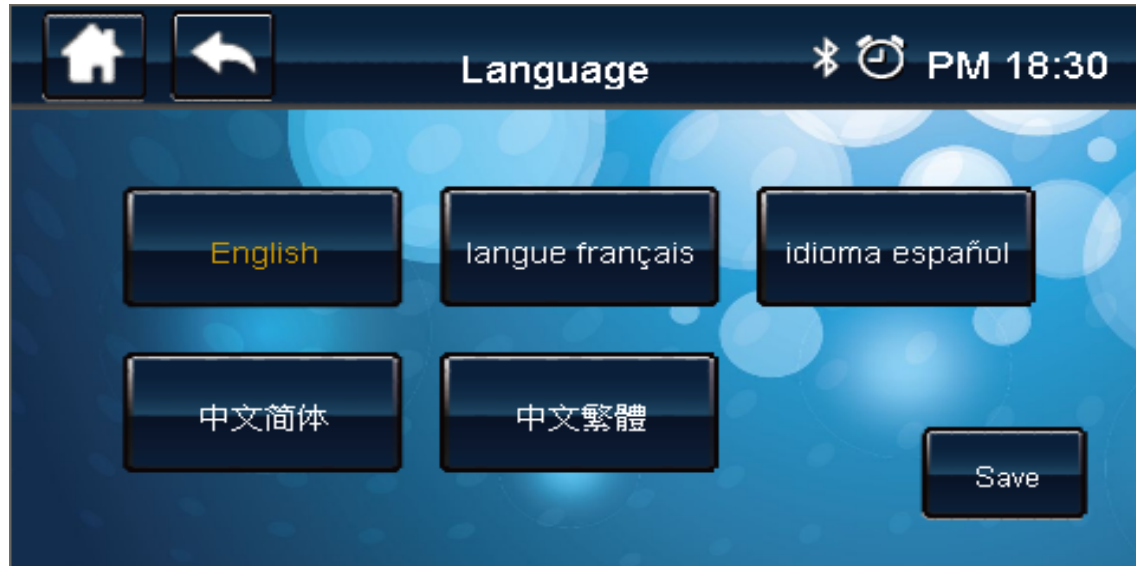 Language
PM 18:30
English
langue français
idioma español
中文简体
中文繁體
Save